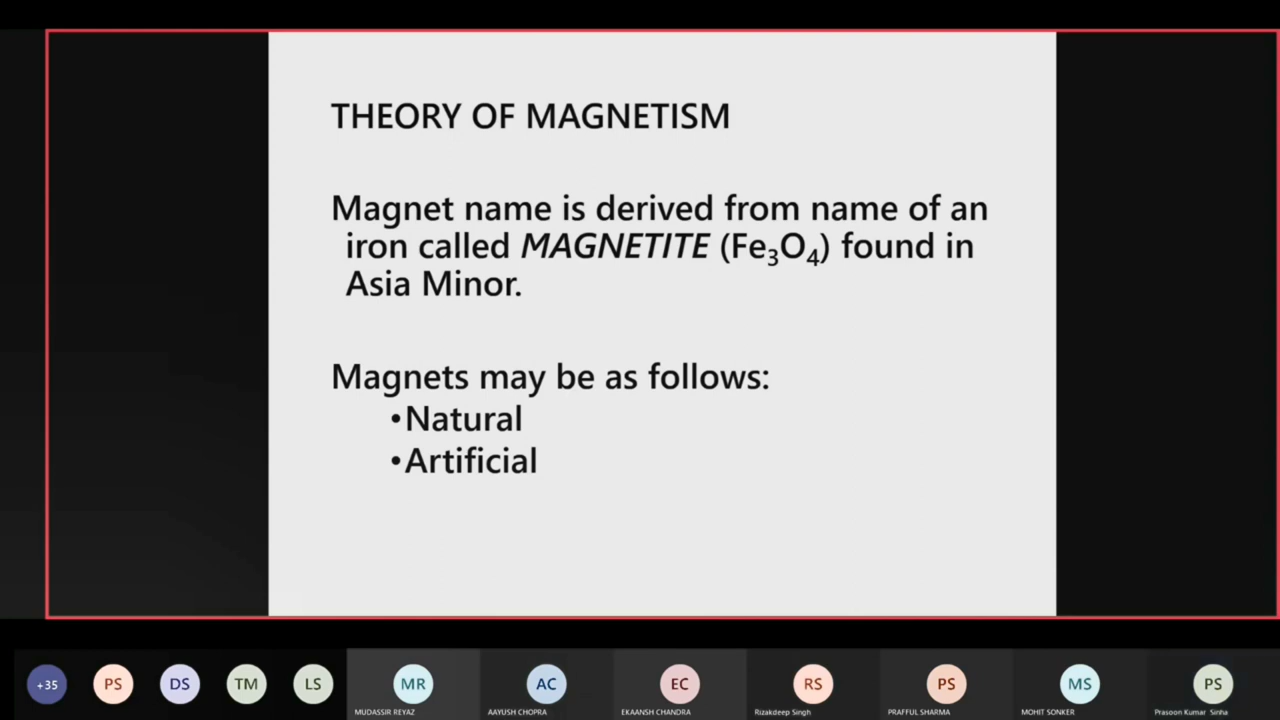 THEORY OF MAGNETISM
Magnet name is derived from name of an
iron called MAGNETITE (Fe₃O₄) found in
Asia Minor.
Magnets may be as follows:
•Natural
•Artificial
+35
PS
DS
TM
LS
MR
AC
EC
RS
PS
MS
PS
MUDASSIR REYAZ
AAYUSH CHOPRA
EKAANSH CHANDRA
Rizakdeep Singh
PRAFFUL SHARMA
MOHIT SONKER
Prasoon Kumar Sinha